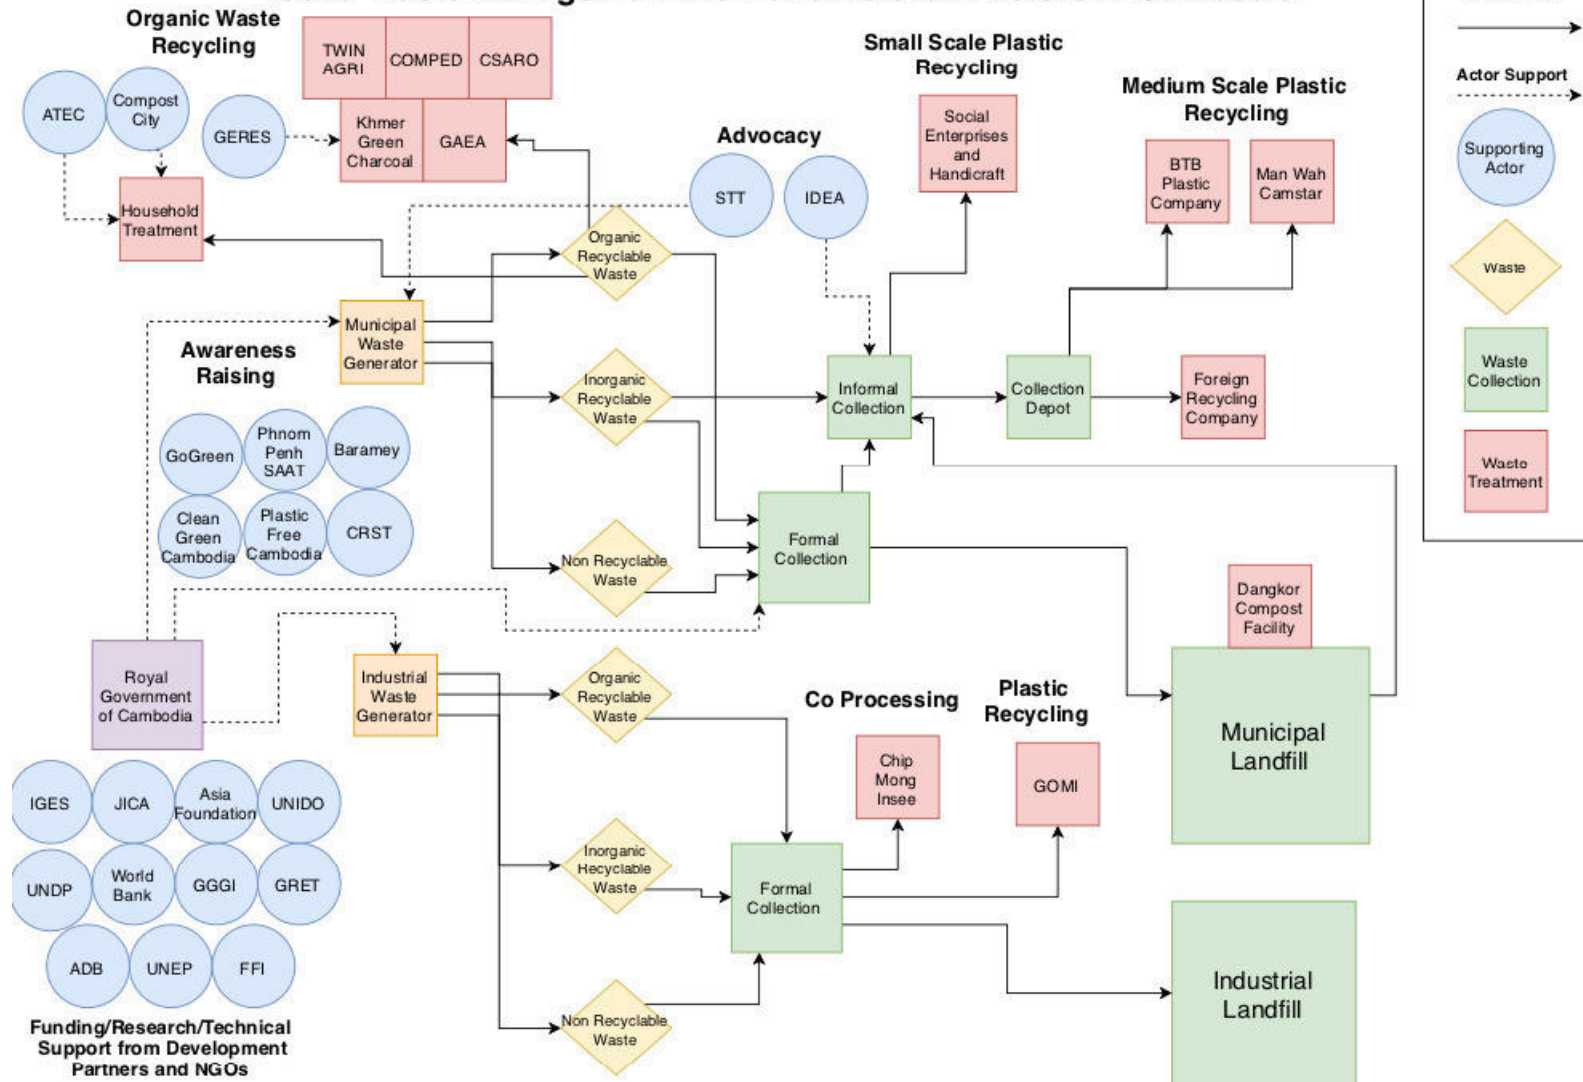 Organic Waste
Recycling
TWIN
AGRI
COMPED
CSARO
Khmer
Green
Charcoal
GAEA
ATEC
Compost
City
GERES
Household
Treatment
Advocacy
STT
IDEA
Small Scale Plastic
Recycling
Social
Enterprises
and
Handicraft
Medium Scale Plastic
Recycling
BTB
Plastic
Company
Man Wah
Camstar
Actor Support
Supporting
Actor
Waste
Waste
Collection
Waste
Treatment
Municipal
Waste
Generator
Organic
Recyclable
Waste
Inorganic
Recyclable
Waste
Non Recyclable
Waste
Informal
Collection
Collection
Depot
Foreign
Recycling
Company
Formal
Collection
Awareness
Raising
GoGreen
Phnom
Penh
SAAT
Baramey
Clean
Green
Cambodia
Plastic
Free
Cambodia
CRST
Royal
Government
of Cambodia
Industrial
Waste
Generator
Organic
Recyclable
Waste
Inorganic
Recyclable
Waste
Non Recyclable
Waste
Formal
Collection
Co Processing
Chip
Mong
Insee
Plastic
Recycling
GOMI
Dangkor
Compost
Facility
Municipal
Landfill
Industrial
Landfill
IGES
JICA
Asia
Foundation
UNIDO
UNDP
World
Bank
GGGI
GRET
ADB
UNEP
FFI
Funding/Research/Technical
Support from Development
Partners and NGOs